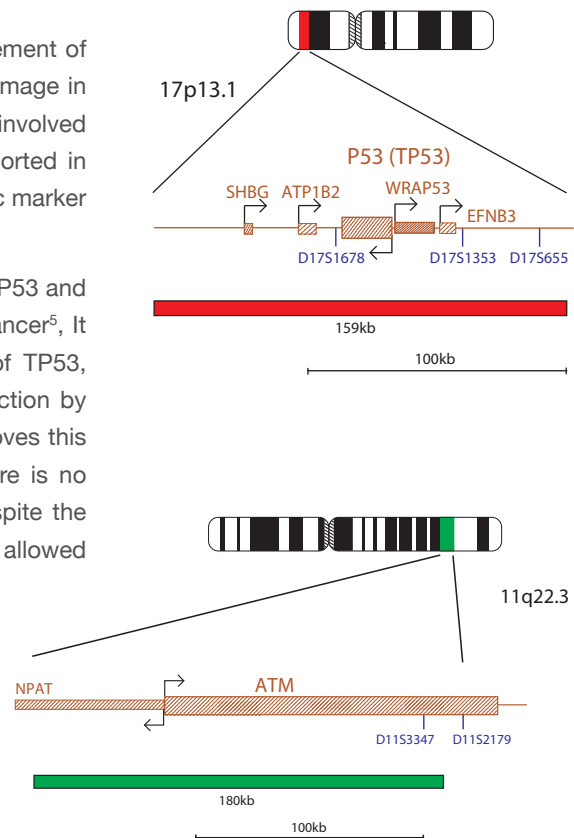 ement of
mage in
involved
orted in
c marker
P53 and
ancer⁵, It
of TP53,
ction by
oves this
re is no
spite the
allowed
17p13.1
P53 (TP53)
SHBG ATP1B2 WRAP53
EFNB3
D17S1678 D17S1353 D17S655
159kb
100kb
11q22.3
NPAT ATM
D11S3347 D11S2179
180kb
100kb